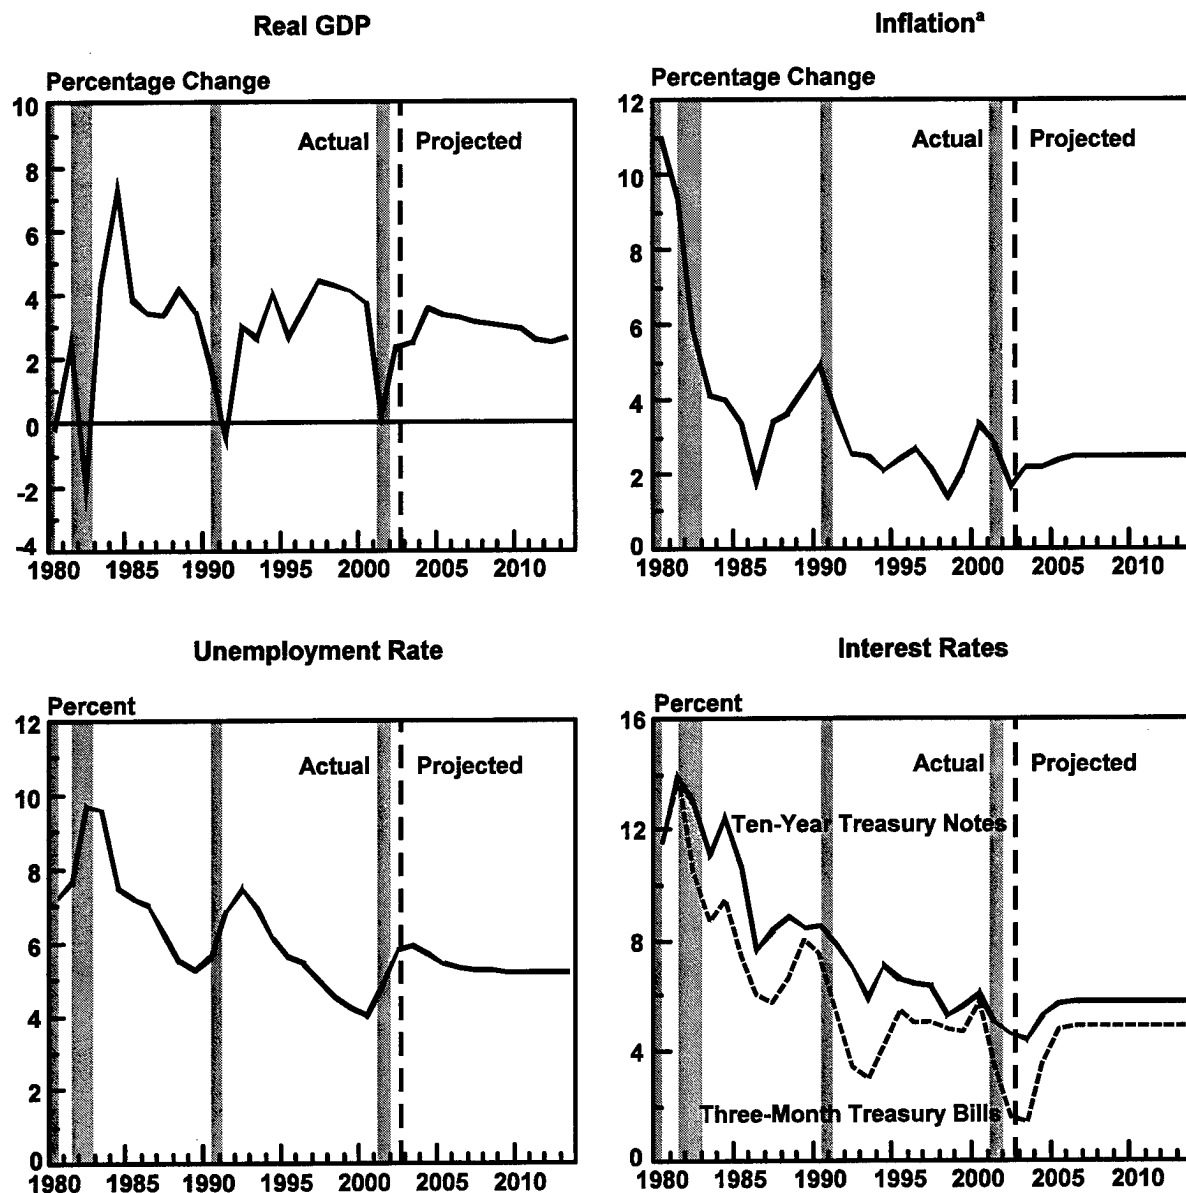 Real GDP
Percentage Change
10
8
6
4
2
0
-2
-4
Actual
Projected
1980 1985 1990 1995 2000 2005 2010
Inflationª
Percentage Change
12
10
8
6
4
2
0
Actual
Projected
1980 1985 1990 1995 2000 2005 2010
Unemployment Rate
Percent
12
10
8
6
4
2
0
Actual
Projected
1980 1985 1990 1995 2000 2005 2010
Interest Rates
Percent
16
12
8
4
0
Actual
Projected
Ten-Year Treasury Notes
Three-Month Treasury Bills
1980 1985 1990 1995 2000 2005 2010